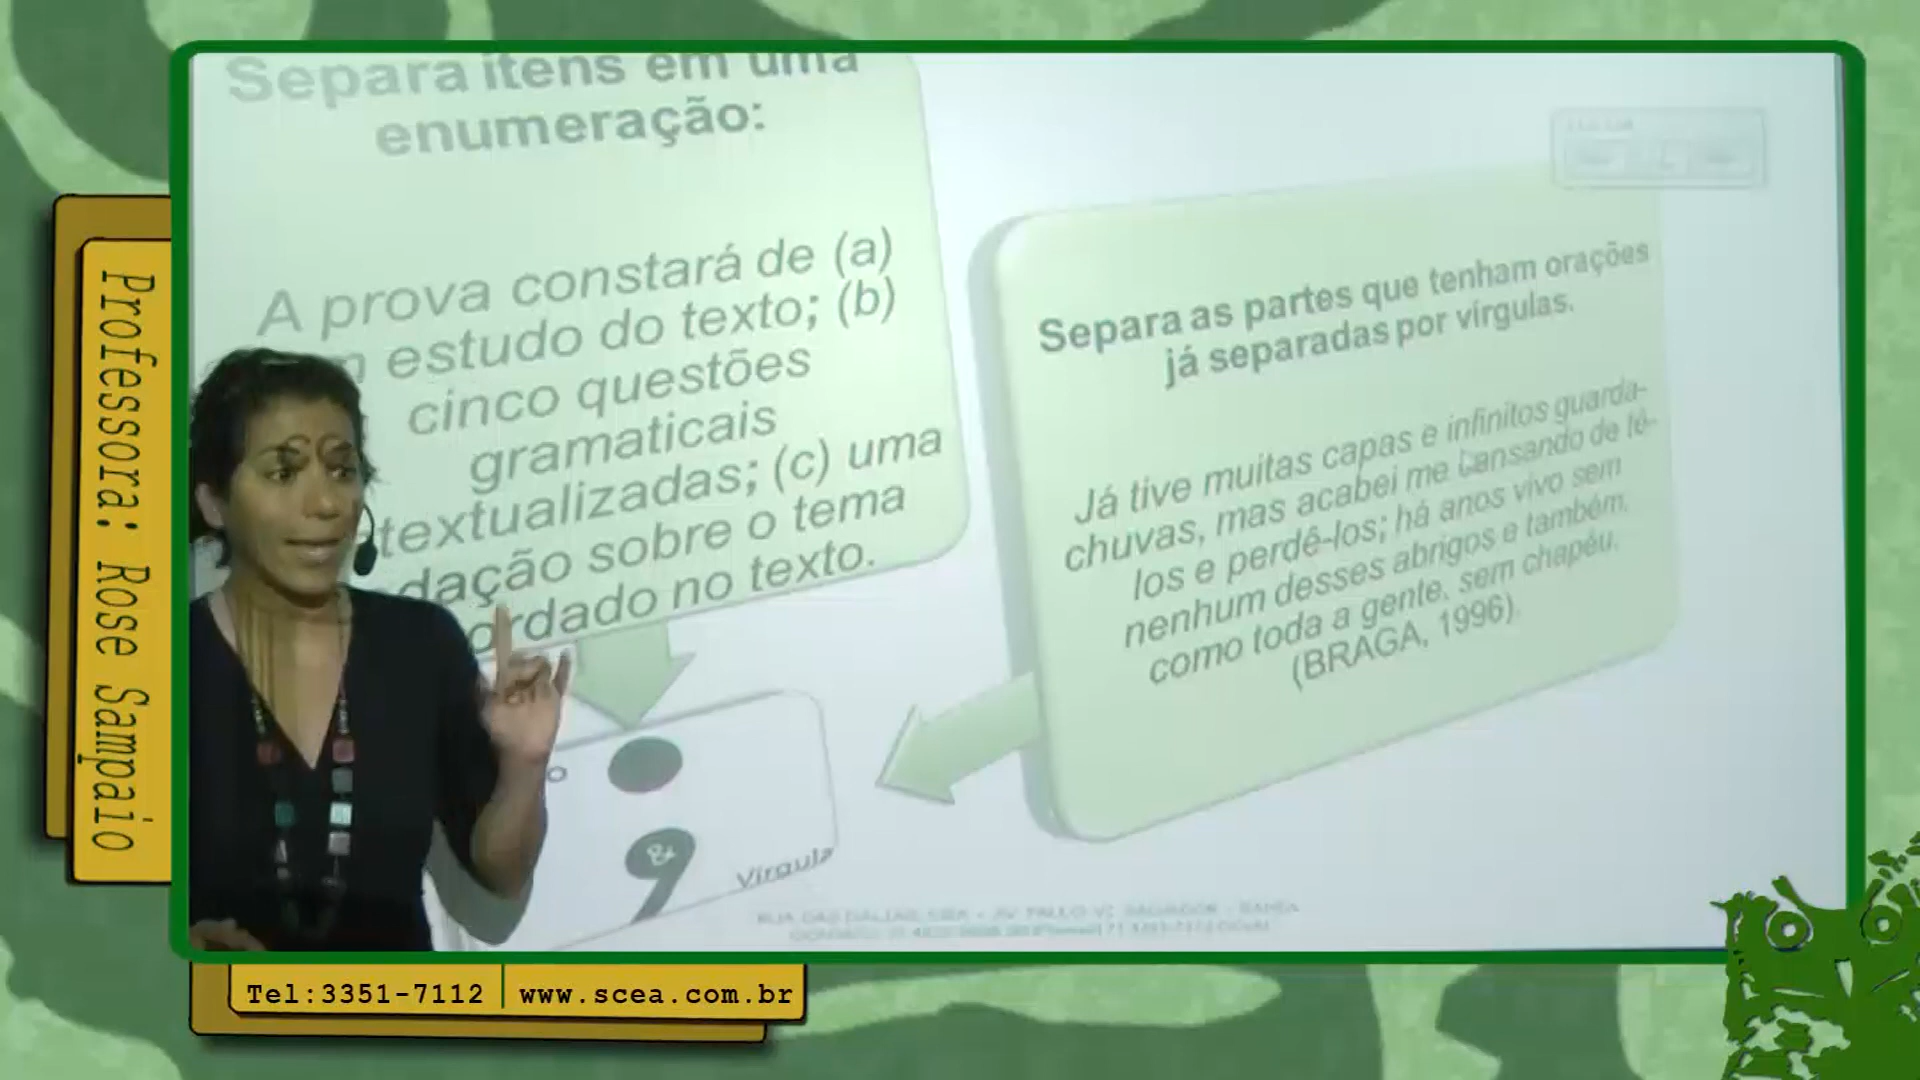 Separa itens em uma
enumeração:
A prova constará de (a)
estudo do texto; (b)
cinco questões
gramaticais
textualizadas; (c) uma
dação sobre o tema
ordado no texto.
Separa as partes que tenham orações
já separadas por vírgulas.
Já tive muitas capas e infinitos guarda-
chuvas, mas acabei me cansando de tê-
los e perdê-los; há anos vivo sem
nenhum desses abrigos e também,
como toda a gente, sem chapéu.
(BRAGA, 1996).
o
&
Vírgula
Professora: Rose Sampaio
Tel:3351-7112
www.scea.com.br